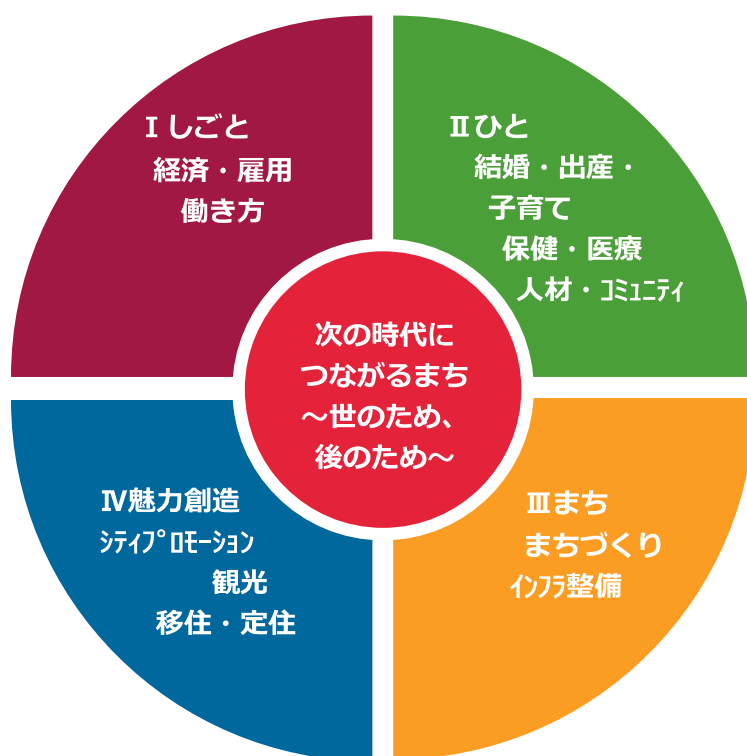 Ⅰしごと
経済・雇用
働き方
Ⅱひと
結婚・出産・
子育て
保健・医療
人材・ｺﾐｭﾆﾃｨ
次の時代に
つながるまち
～世のため、
後のため～
Ⅳ魅力創造
ｼﾃｨﾌﾟﾛﾓｰｼｮﾝ
観光
移住・定住
Ⅲまち
まちづくり
ｲﾝﾌﾗ整備